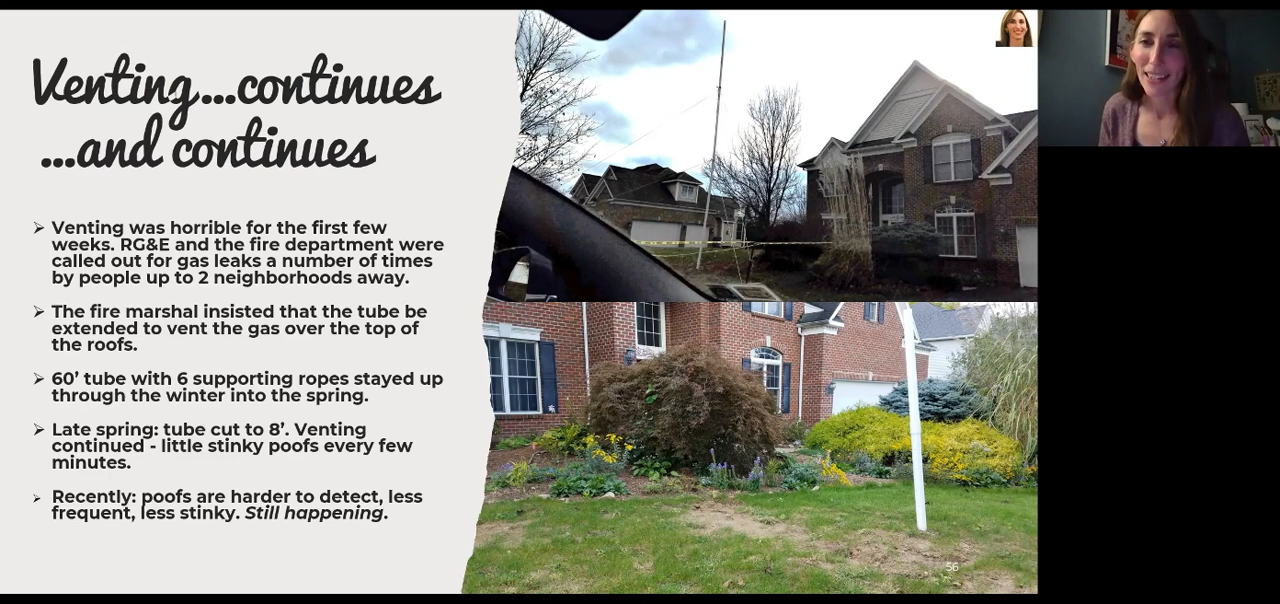 Venting...continues
...and continues
Venting was horrible for the first few
weeks. RG&E and the fire department were
called out for gas leaks a number of times
by people up to 2 neighborhoods away.
The fire marshal insisted that the tube be
extended to vent the gas over the top of
the roofs.
60’ tube with 6 supporting ropes stayed up
through the winter into the spring.
Late spring: tube cut to 8’. Venting
continued - little stinky poofs every few
minutes.
Recently: poofs are harder to detect, less
frequent, less stinky. Still happening.
56